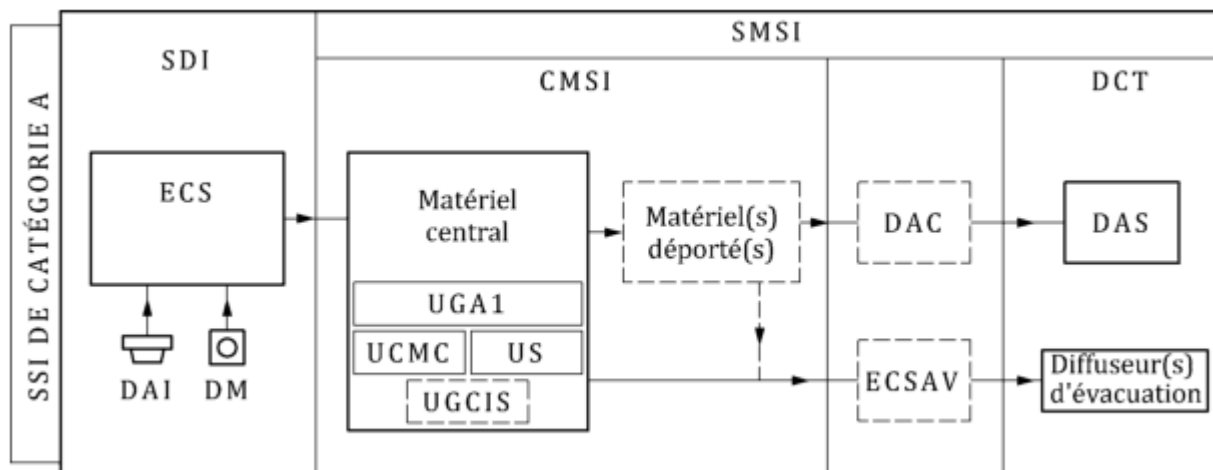 SSI DE CATÉGORIE A
SDI
SMSI
CMSI
DCT
ECS
Matériel
central
Matériel(s)
déporté(s)
DAC
DAS
UGA1
UCMC
US
UGCIS
DAI
DM
ECSAV
Diffuseur(s)
d'évacuation